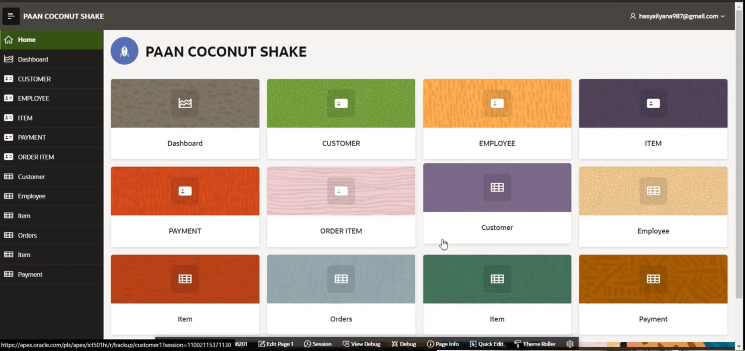 PAAN COCONUT SHAKE
hasyailyana987@gmail.com
Home
Dashboard
CUSTOMER
EMPLOYEE
ITEM
PAYMENT
ORDER ITEM
Customer
Employee
Item
Orders
Item
Payment
PAAN COCONUT SHAKE
Dashboard
CUSTOMER
EMPLOYEE
ITEM
PAYMENT
ORDER ITEM
Customer
Employee
Item
Orders
Item
Payment
https://apex.oracle.com/pls/apex/ict501h/r/backup/customer1?session=11002115371130
6201 Edit Page 1 Session View Debug Debug Page Info Quick Edit Theme Roller